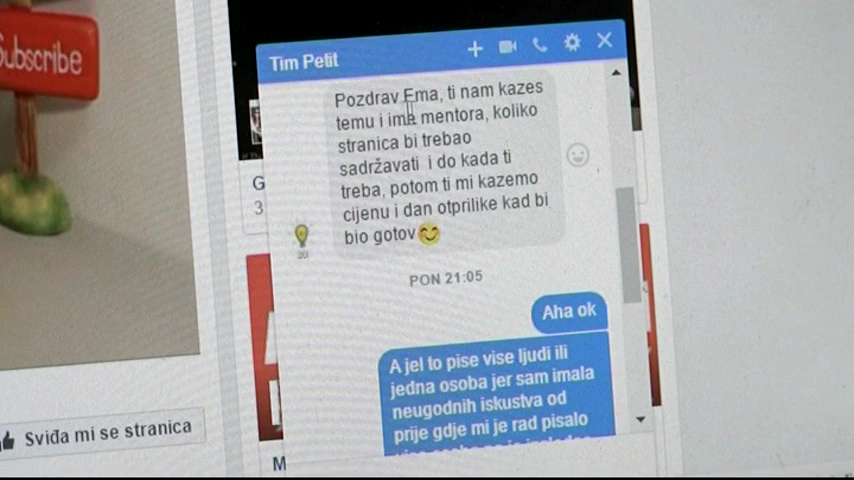 Subscribe
Tim Petit
Pozdrav Ema, ti nam kazes
temu i ima mentora, koliko
stranica bi trebao
sadržavati i do kada ti
treba, potom ti mi kazemo
cijenu i dan otprilike kad bi
bio gotov
20
PON 21:05
Aha ok
A jel to pise vise ljudi ili
jedna osoba jer sam imala
neugodnih iskustva od
prije gdje mi je rad pisalo
G
3
Sviđa mi se stranica
M